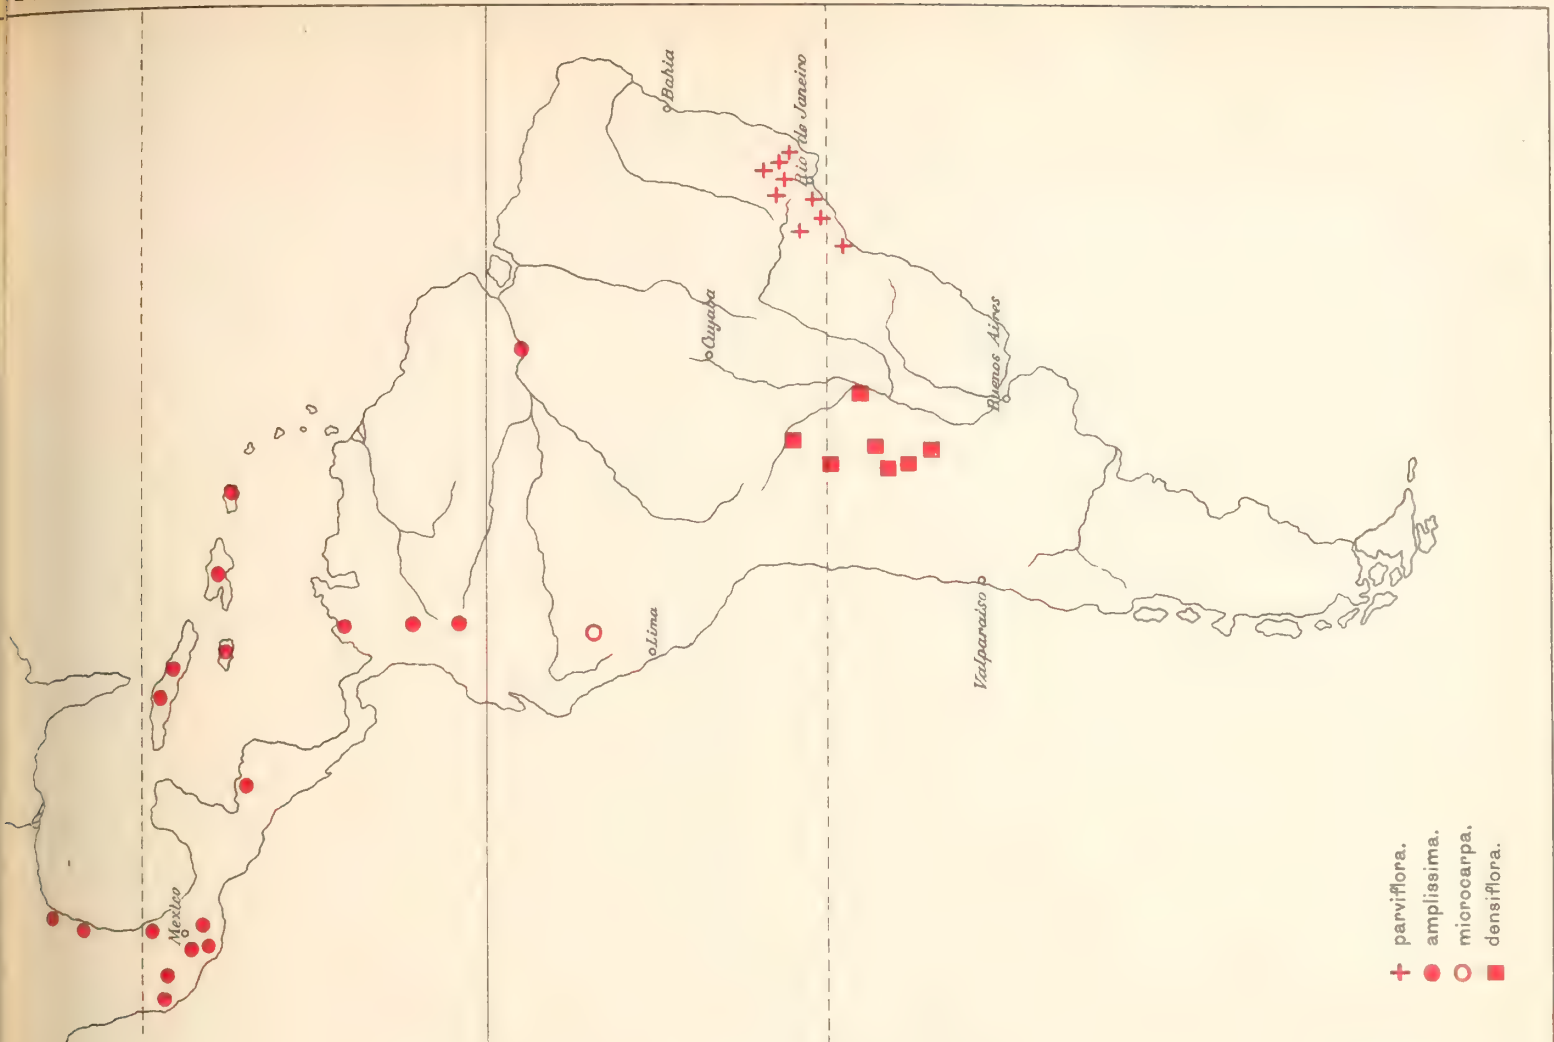 Bahia
Rio de Janeiro
Cuyaba
Buenos Aires
Lima
Valparaiso
Mexico
parviflora.
amplissima.
microcarpa.
densiflora.